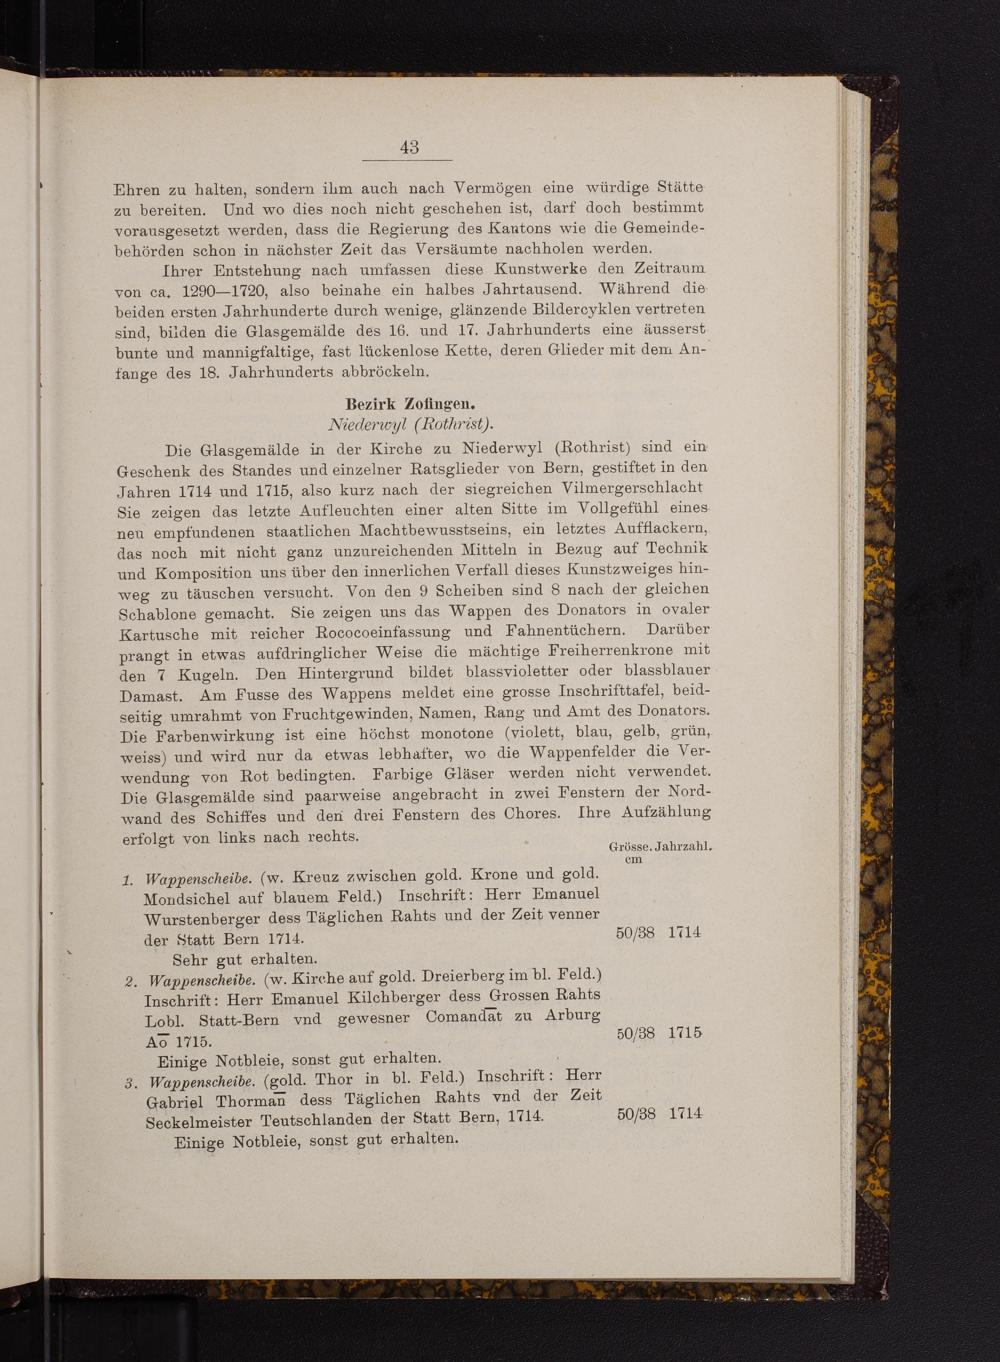 43
Ehren zu halten, sondern ihm auch nach Vermögen eine würdige Stätte
zu bereiten. Und wo dies noch nicht geschehen ist, darf doch bestimmt
vorausgesetzt werden, dass die Regierung des Kantons wie die Gemeinde-
behörden schon in nächster Zeit das Versäumte nachholen werden.
Ihrer Entstehung nach umfassen diese Kunstwerke den Zeitraum
von ca. 1290—1720, also beinahe ein halbes Jahrtausend. Während die
beiden ersten Jahrhunderte durch wenige, glänzende Bildercyklen vertreten
sind, bilden die Glasgemälde des 16. und 17. Jahrhunderts eine äusserst
bunte und mannigfaltige, fast lückenlose Kette, deren Glieder mit dem An-
fange des 18. Jahrhunderts abbröckeln.
Bezirk Zofingen.
Niederwyl (Rothrist).
Die Glasgemälde in der Kirche zu Niederwyl (Rothrist) sind ein
Geschenk des Standes und einzelner Ratsglieder von Bern, gestiftet in den
Jahren 1714 und 1715, also kurz nach der siegreichen Vilmergerschlacht
Sie zeigen das letzte Aufleuchten einer alten Sitte im Vollgefühl eines
neu empfundenen staatlichen Machtbewusstseins, ein letztes Aufflackern,
das noch mit nicht ganz unzureichenden Mitteln in Bezug auf Technik
und Komposition uns über den innerlichen Verfall dieses Kunstzweiges hin-
weg zu täuschen versucht. Von den 9 Scheiben sind 8 nach der gleichen
Schablone gemacht. Sie zeigen uns das Wappen des Donators in ovaler
Kartusche mit reicher Rococoeinfassung und Fahnentüchern. Darüber
prangt in etwas aufdringlicher Weise die mächtige Freiherrenkrone mit
den 7 Kugeln. Den Hintergrund bildet blassvioletter oder blassblauer
Damast. Am Fusse des Wappens meldet eine grosse Inschrifttafel, beid-
seitig umrahmt von Fruchtgewinden, Namen, Rang und Amt des Donators.
Die Farbenwirkung ist eine höchst monotone (violett, blau, gelb, grün,
weiss) und wird nur da etwas lebhafter, wo die Wappenfelder die Ver-
wendung von Rot bedingten. Farbige Gläser werden nicht verwendet.
Die Glasgemälde sind paarweise angebracht in zwei Fenstern der Nord-
wand des Schiffes und den drei Fenstern des Chores. Ihre Aufzählung
erfolgt von links nach rechts.
Grösse. Jahrzahl.
cm
1. Wappenscheibe. (w. Kreuz zwischen gold. Krone und gold.
Mondsichel auf blauem Feld.) Inschrift: Herr Emanuel
Wurstenberger dess Täglichen Rahts und der Zeit venner
der Statt Bern 1714. 50/38 1714
Sehr gut erhalten.
2. Wappenscheibe. (w. Kirche auf gold. Dreierberg im bl. Feld.)
Inschrift: Herr Emanuel Kilchberger dess Grossen Rahts
Lobl. Statt-Bern vnd gewesner Comandat̅ zu Arburg
Ao̅ 1715. 50/38 1715
Einige Notbleie, sonst gut erhalten.
3. Wappenscheibe. (gold. Thor in bl. Feld.) Inschrift: Herr
Gabriel Thorman̅ dess Täglichen Rahts vnd der Zeit
Seckelmeister Teutschlanden der Statt Bern, 1714. 50/38 1714
Einige Notbleie, sonst gut erhalten.